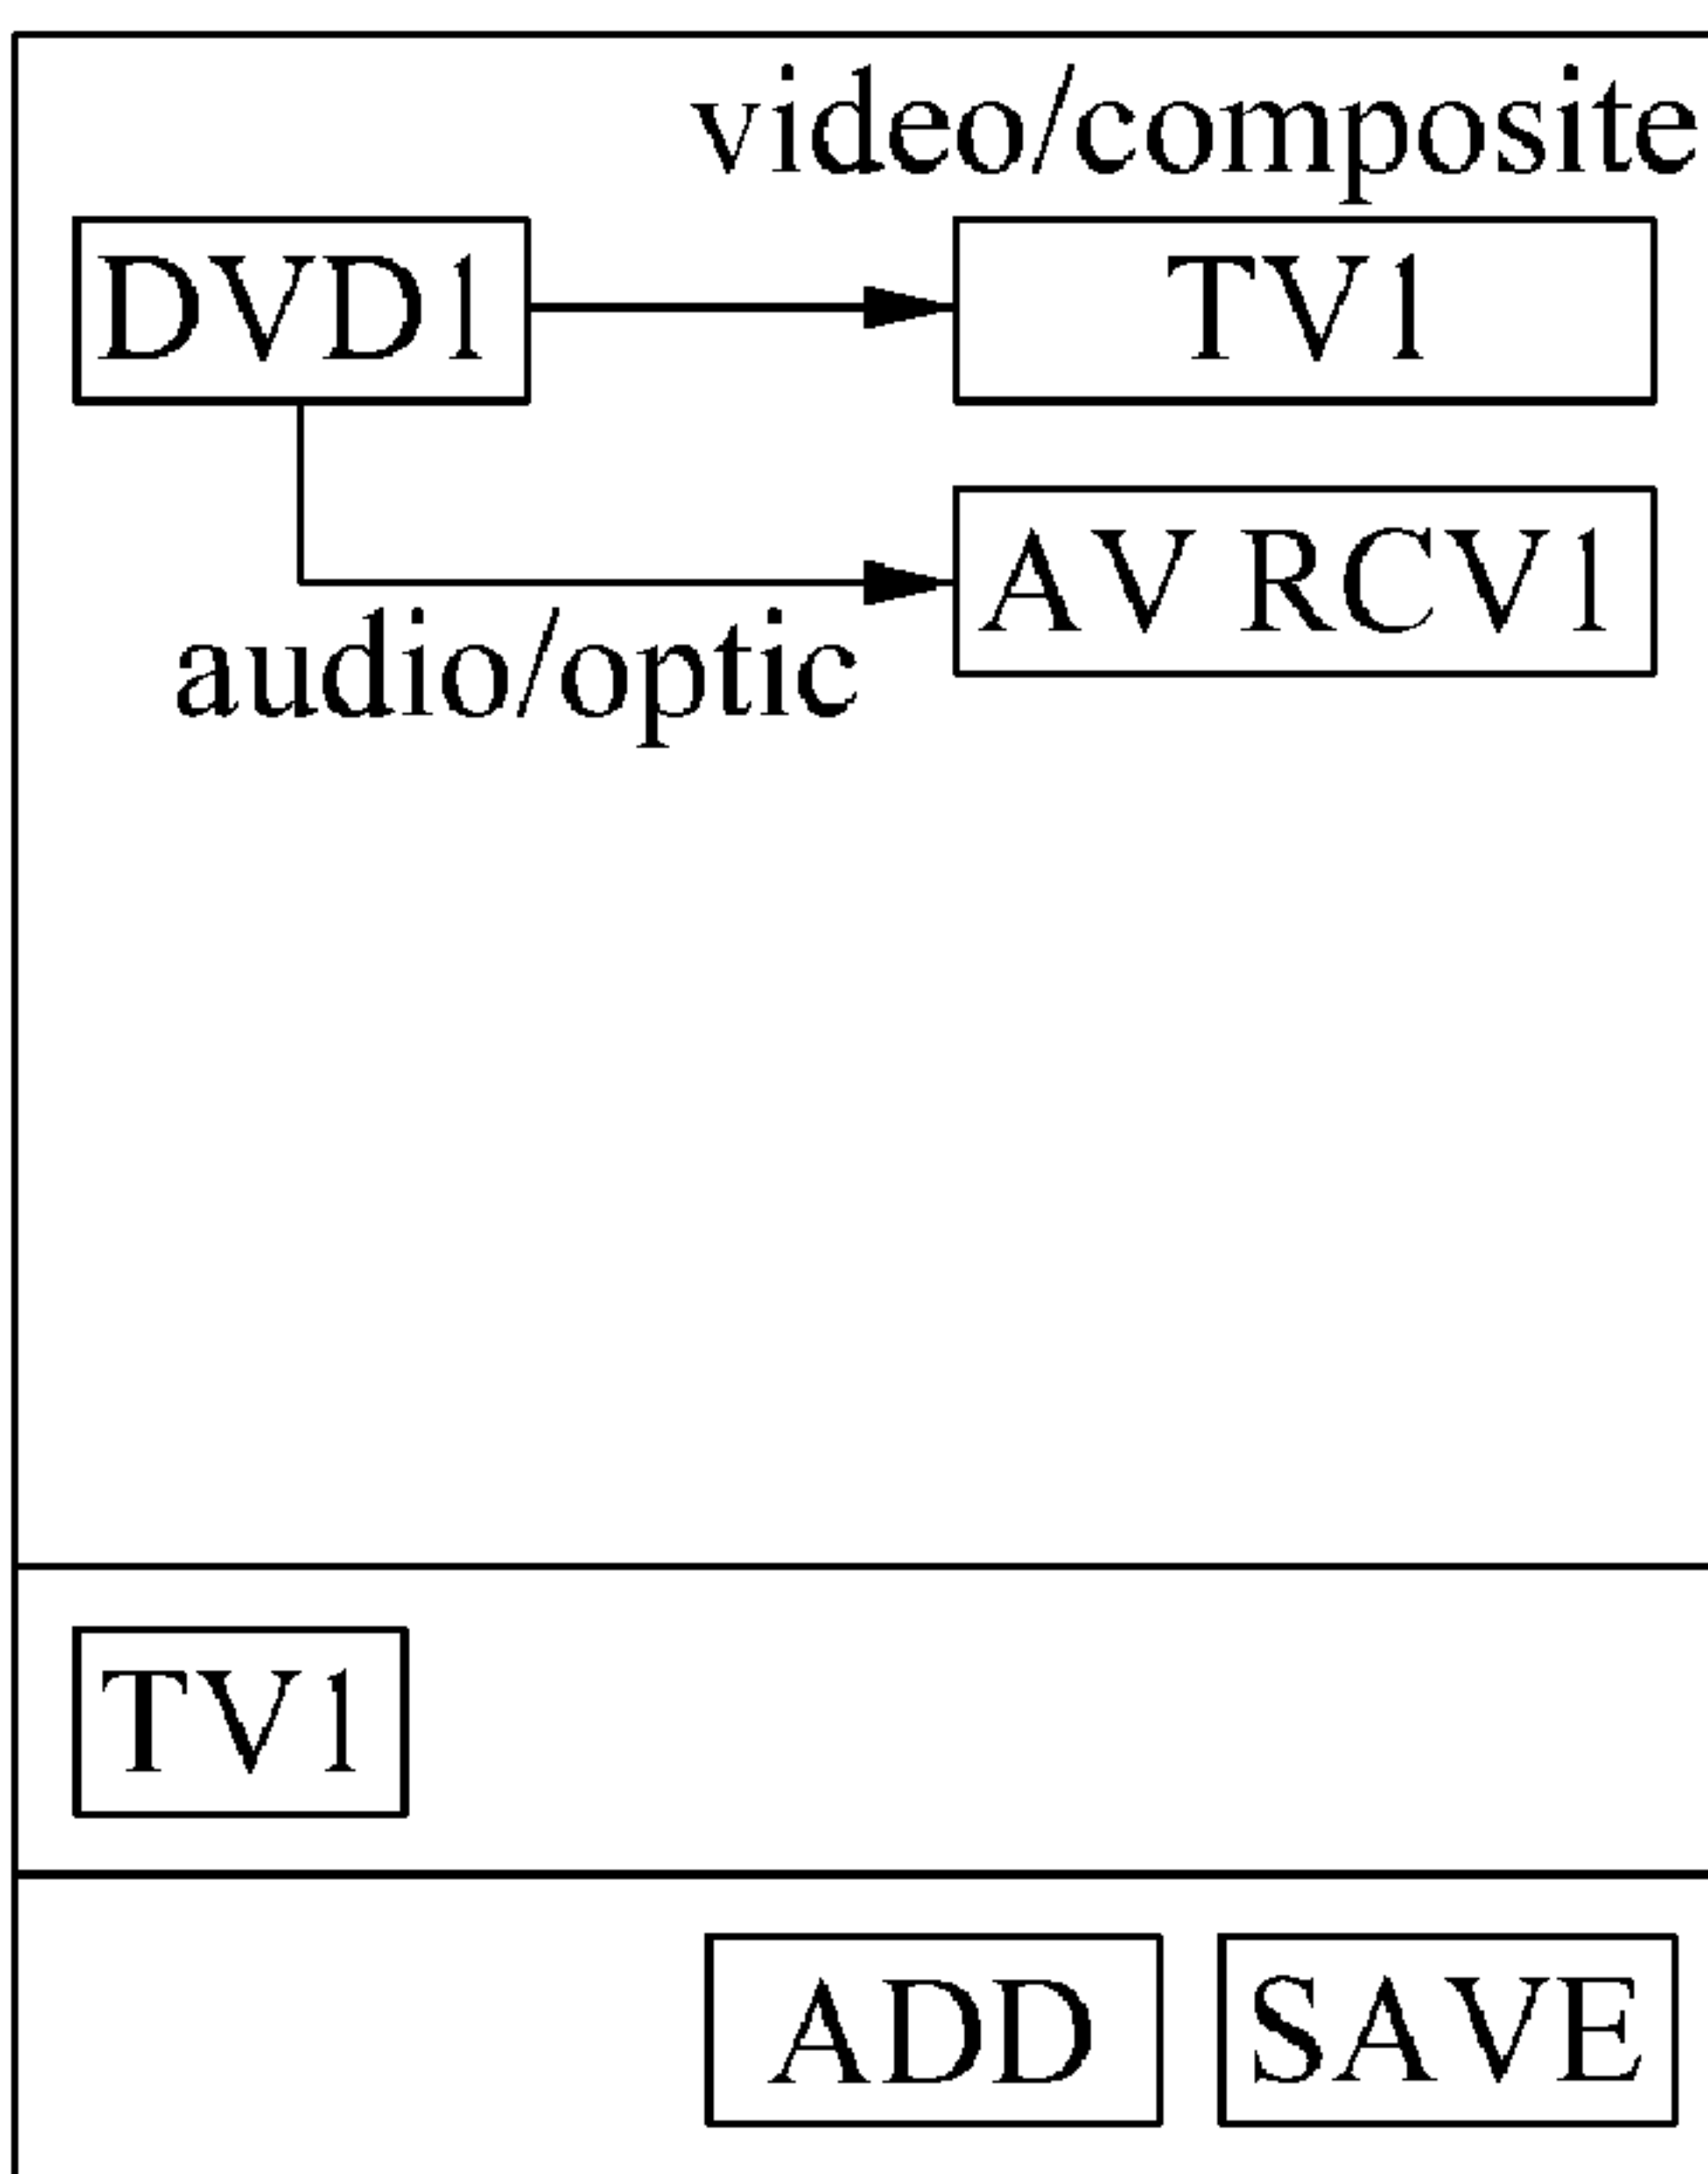 video/composite
DVD1
TV1
AV RCV1
audio/optic
TV1
ADD
SAVE